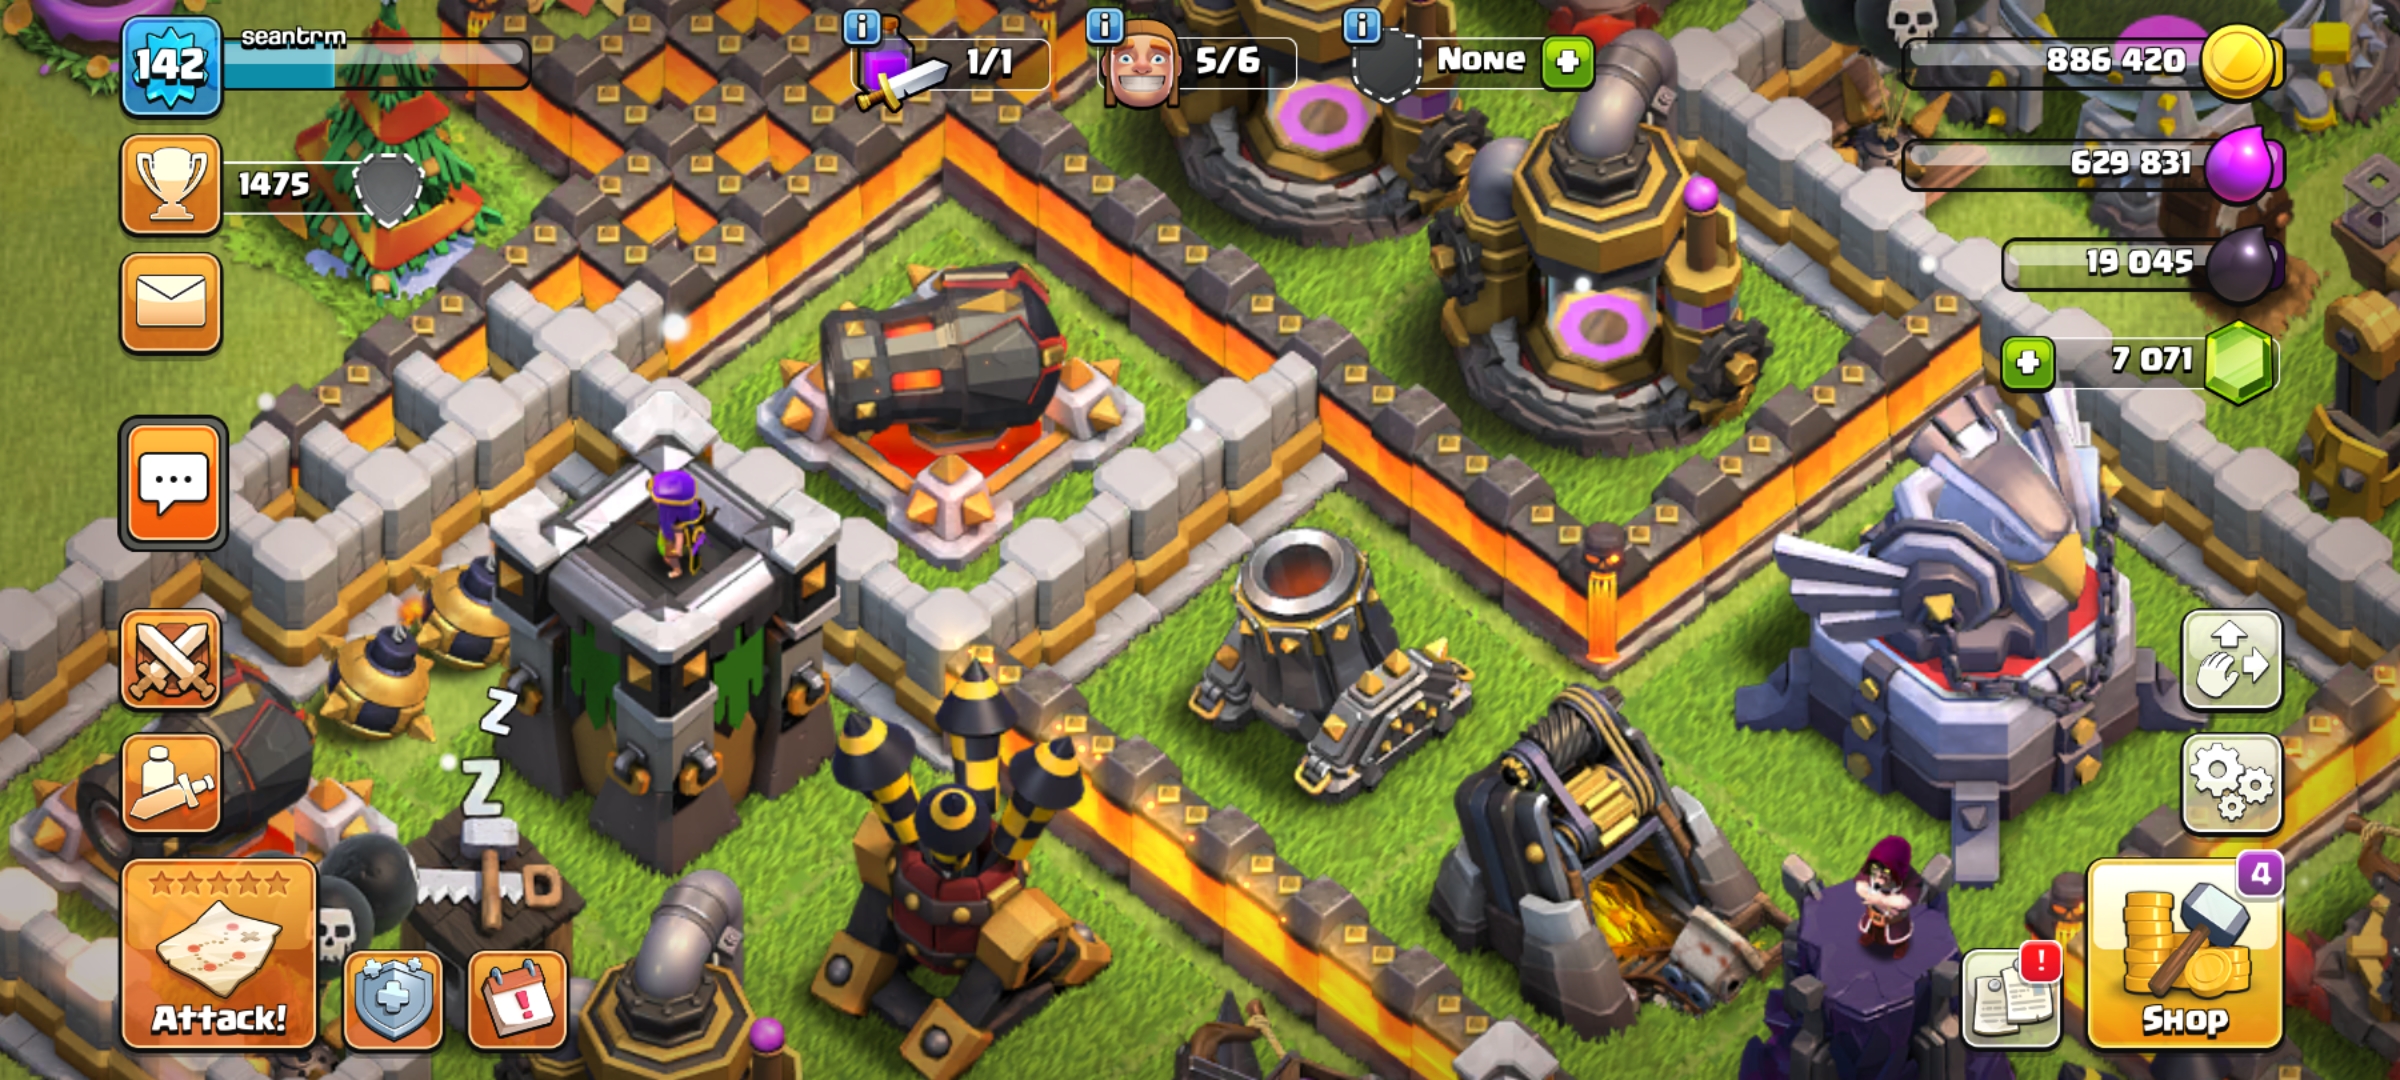 142
seantrm
i
1/1
i
5/6
i
None
886 420
1475
629 831
19 045
7 071
z
Z
4
!
!
Attack!
Shop